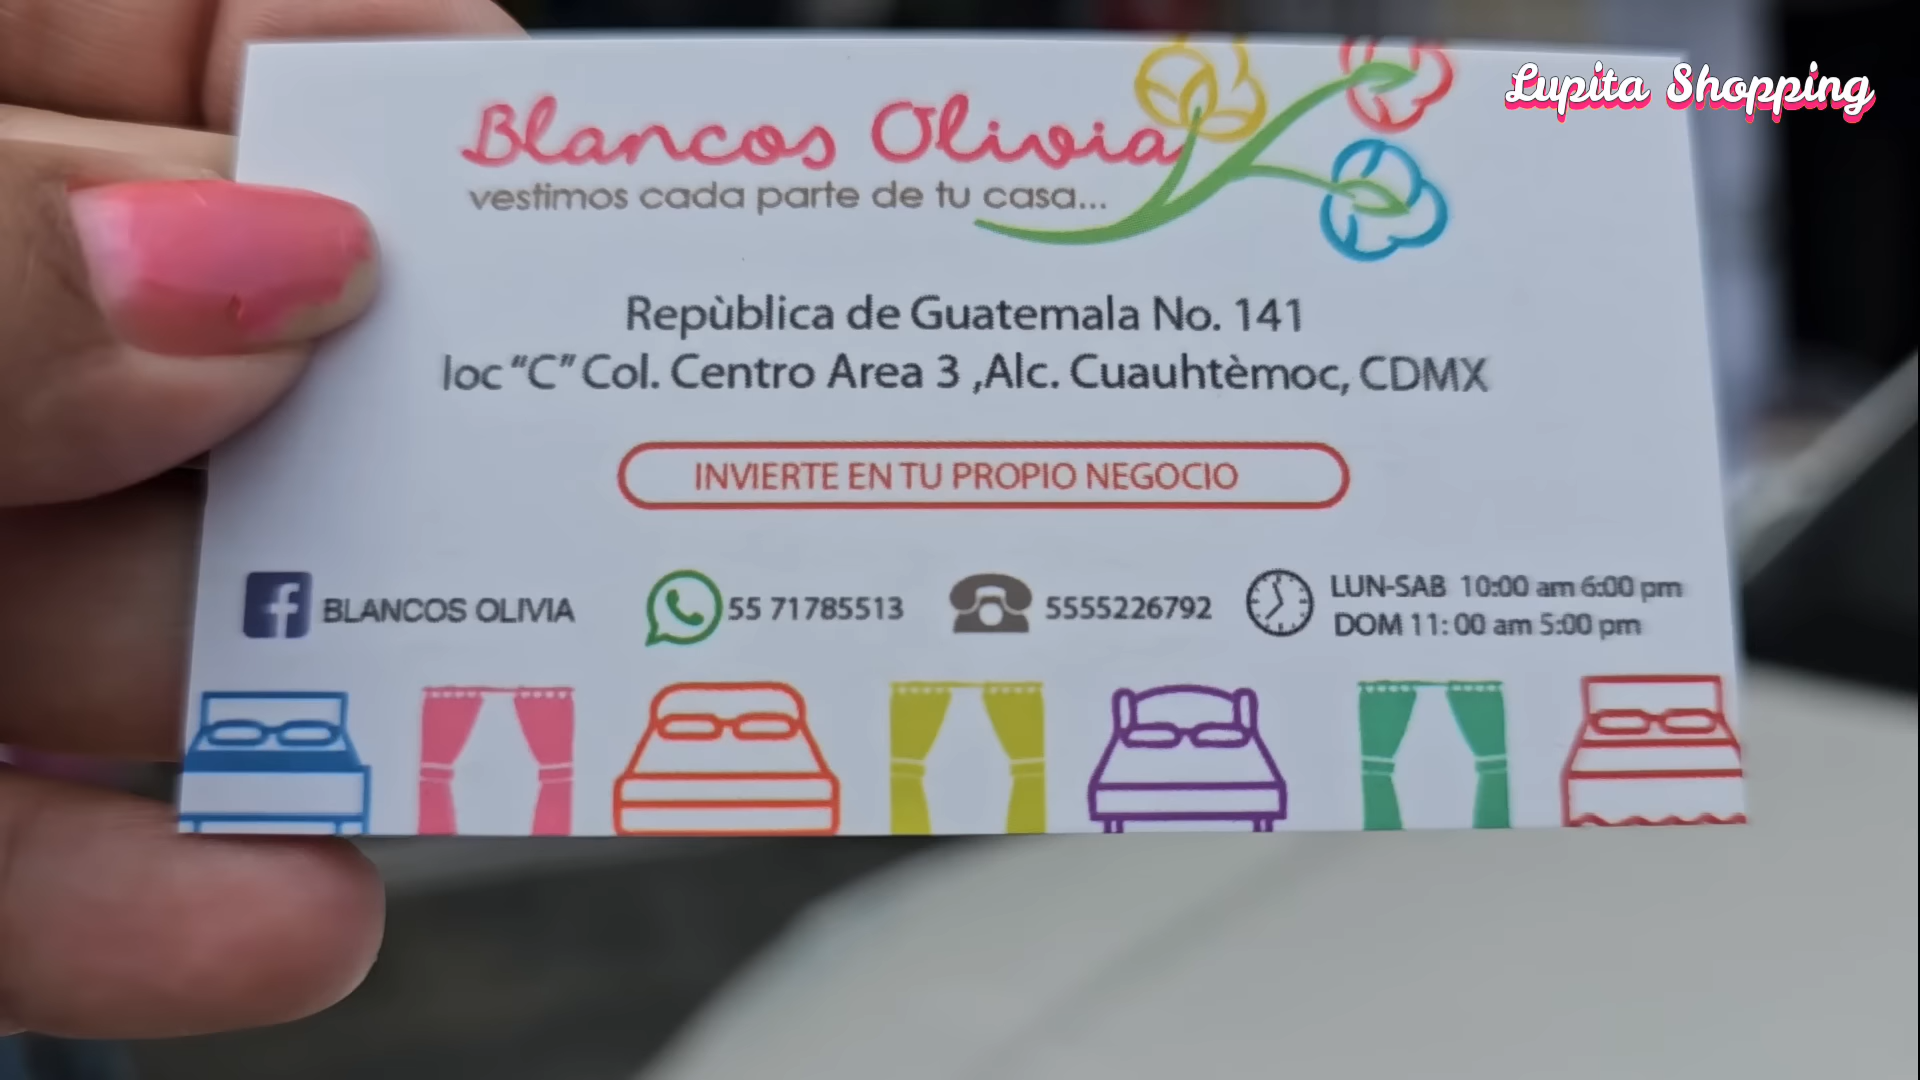 Lupita Shopping
Blancos Olivia
vestimos cada parte de tu casa...
Repùblica de Guatemala No. 141
loc "C" Col. Centro Area 3 ,Alc. Cuauhtèmoc, CDMX
INVIERTE EN TU PROPIO NEGOCIO
f BLANCOS OLIVIA
55 71785513
5555226792
LUN-SAB 10:00 am 6:00 pm
DOM 11: 00 am 5:00 pm